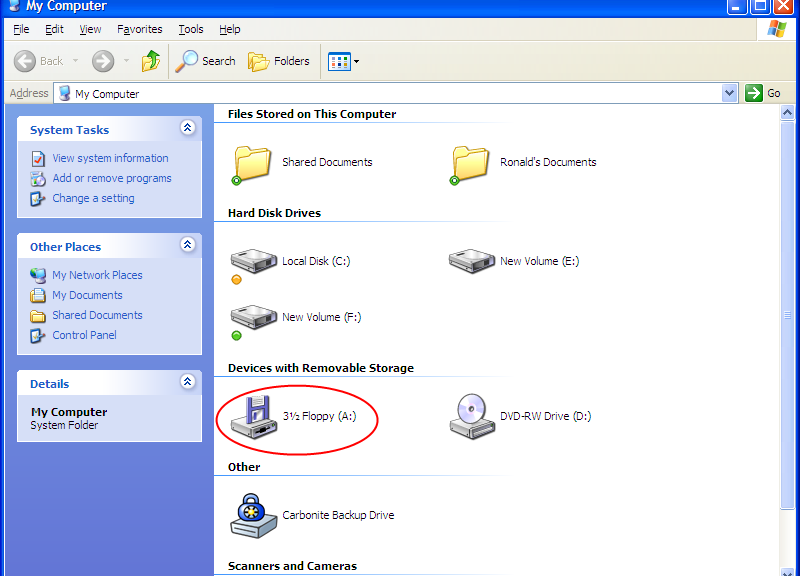 My Computer
File Edit View Favorites Tools Help
Back Search Folders
Address My Computer Go
System Tasks
View system information
Add or remove programs
Change a setting
Other Places
My Network Places
My Documents
Shared Documents
Control Panel
Details
My Computer
System Folder
Files Stored on This Computer
Shared Documents Ronald's Documents
Hard Disk Drives
Local Disk (C:) New Volume (E:)
New Volume (F:)
Devices with Removable Storage
3½ Floppy (A:) DVD-RW Drive (D:)
Other
Carbonite Backup Drive
Scanners and Cameras